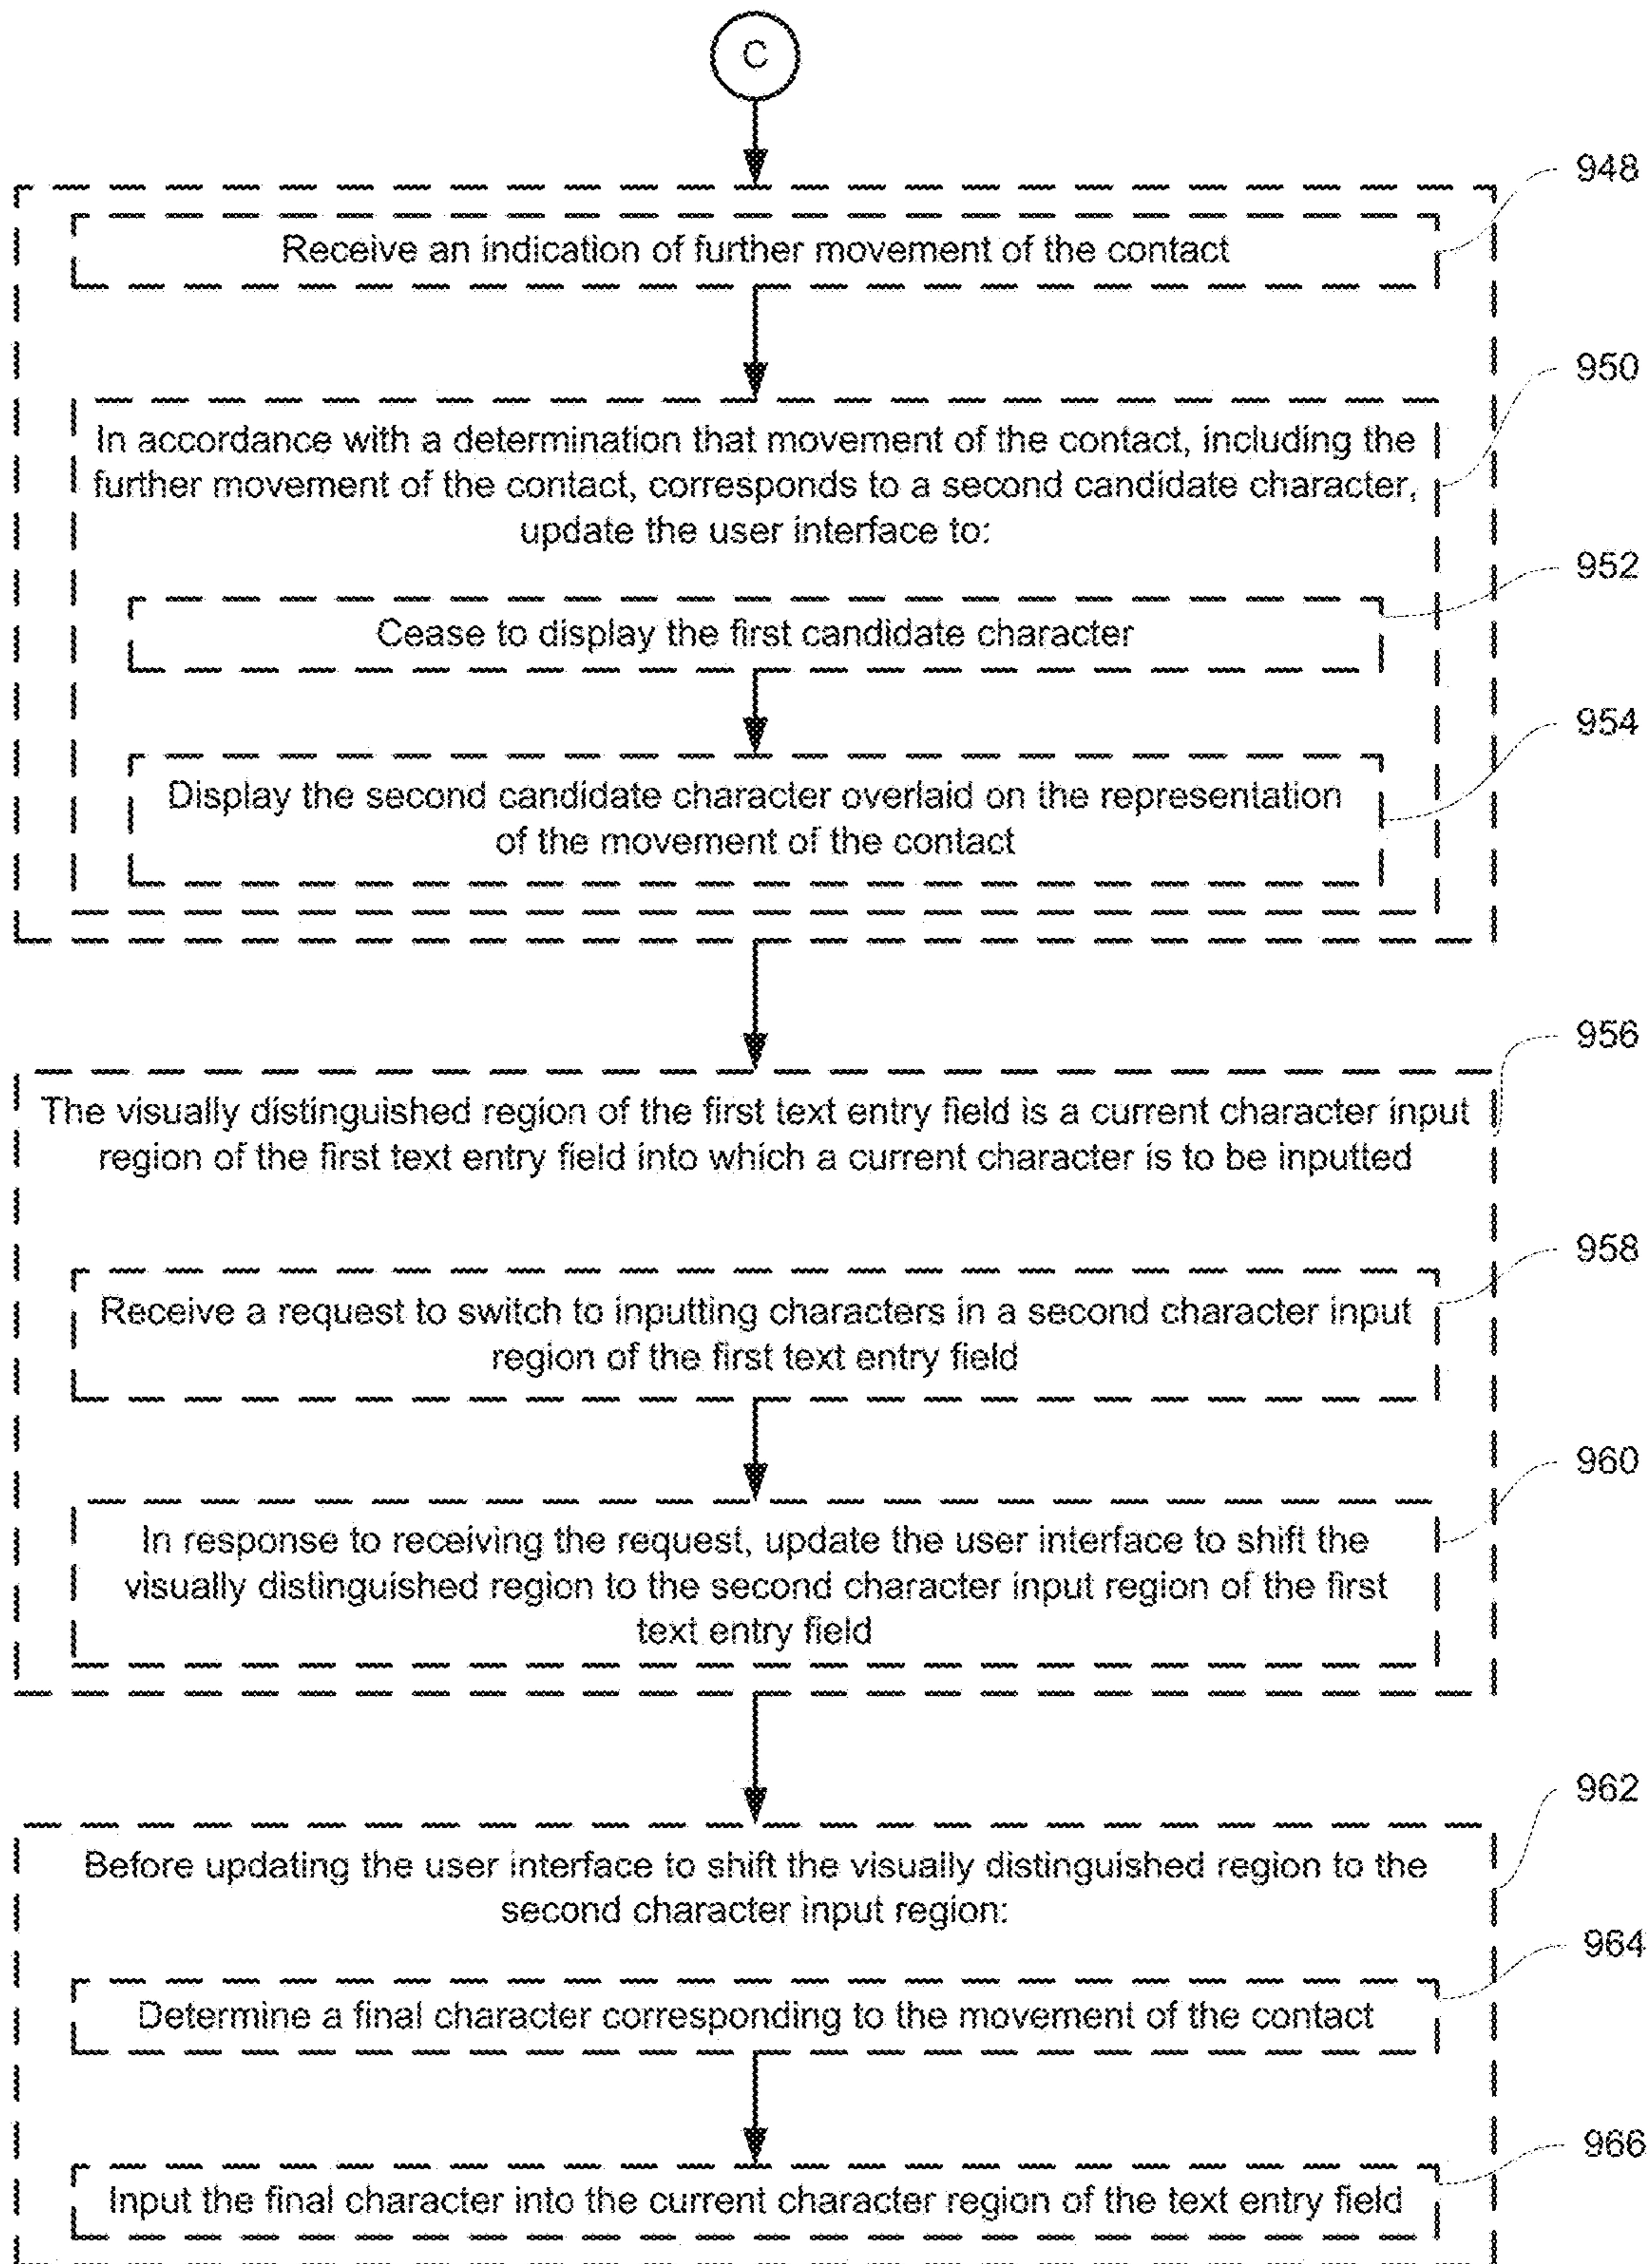 C
948
Receive an indication of further movement of the contact
950
In accordance with a determination that movement of the contact, including the
further movement of the contact, corresponds to a second candidate character,
update the user interface to:
952
Cease to display the first candidate character
954
Display the second candidate character overlaid on the representation
of the movement of the contact
956
The visually distinguished region of the first text entry field is a current character input
region of the first text entry field into which a current character is to be inputted
958
Receive a request to switch to inputting characters in a second character input
region of the first text entry field
960
In response to receiving the request, update the user interface to shift the
visually distinguished region to the second character input region of the first
text entry field
962
Before updating the user interface to shift the visually distinguished region to the
second character input region:
964
Determine a final character corresponding to the movement of the contact
966
Input the final character into the current character region of the text entry field